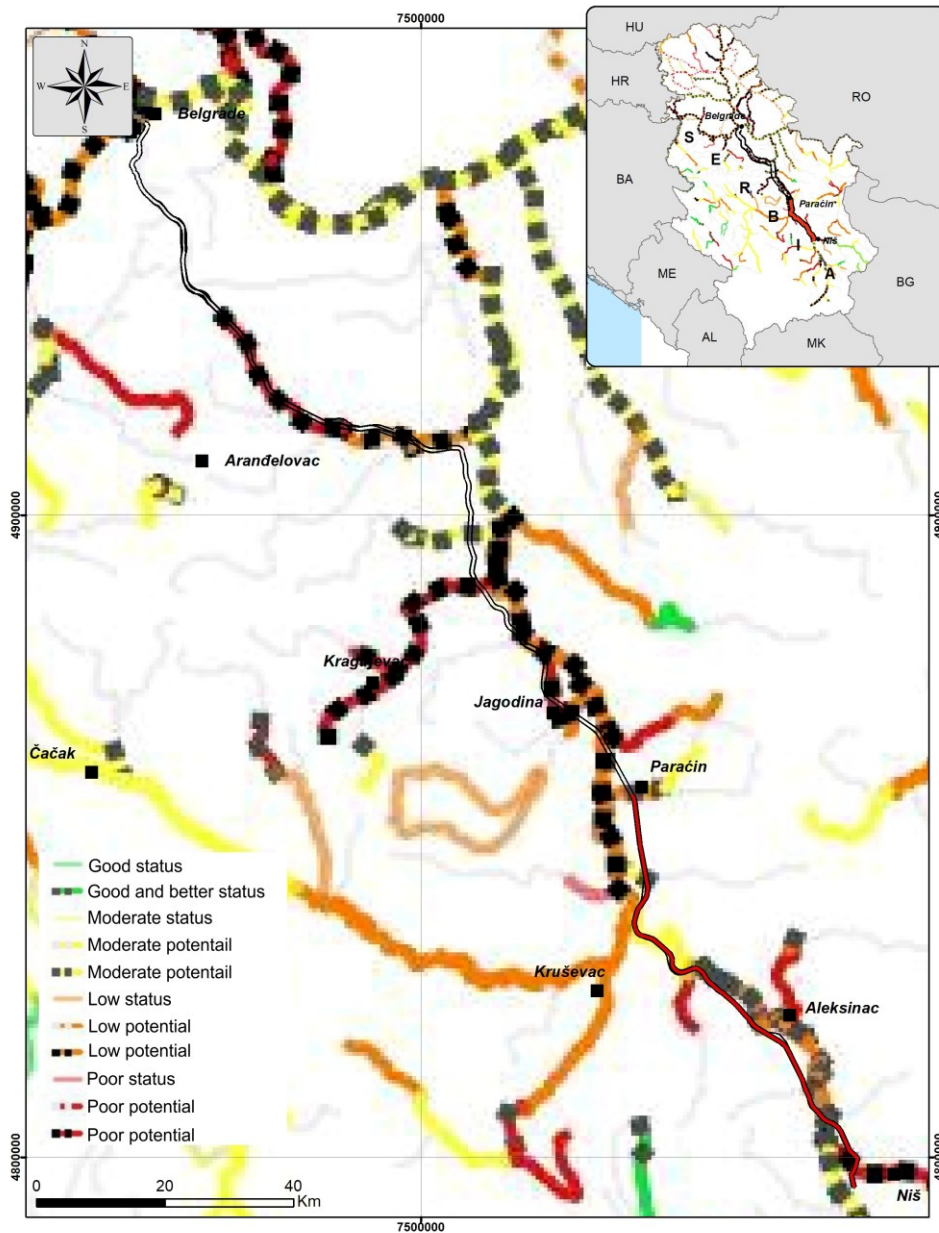 7500000
N
W E
S
Belgrade
HU
HR
RO
Belgrade
S
E
BA
R
Paraćin
B
Niš
I
A
ME
BG
AL
MK
Aranđelovac
4900000
4900000
Kragujevac
Jagodina
Čačak
Paraćin
Good status
Good and better status
Moderate status
Moderate potentail
Moderate potentail
Low status
Low potential
Low potential
Poor status
Poor potential
Poor potential
Kruševac
Aleksinac
4800000
4800000
0 20 40
Km
Niš
7500000